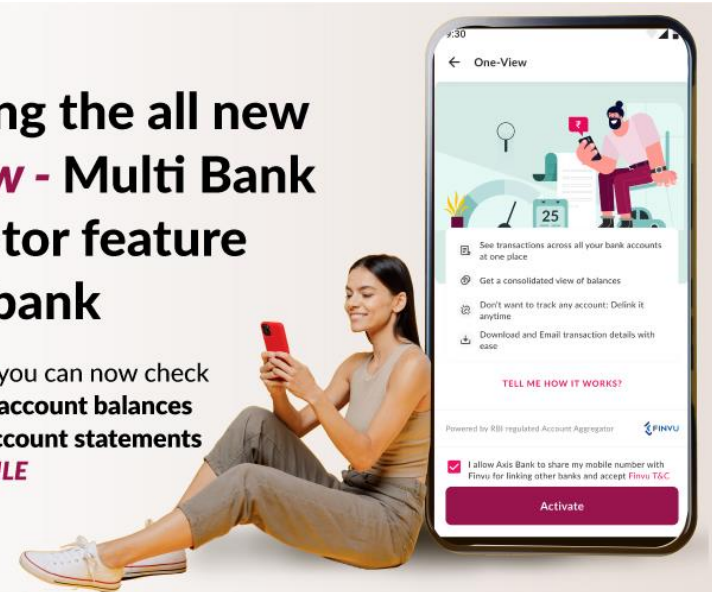 ng the all new
w - Multi Bank
tor feature
bank
you can now check
account balances
ccount statements
ILE
9:30
One-View
₹
25
See transactions across all your bank accounts
at one place
Get a consolidated view of balances
Don't want to track any account: Delink it
anytime
Download and Email transaction details with
ease
TELL ME HOW IT WORKS?
Powered by RBI regulated Account Aggregator
FINVU
I allow Axis Bank to share my mobile number with
Finvu for linking other banks and accept Finvu T&C
Activate